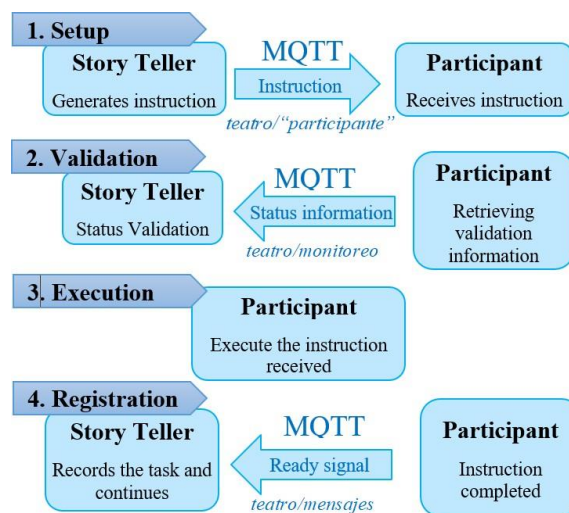 1. Setup
Story Teller
Generates instruction
MQTT
Instruction
teatro/“participante”
Participant
Receives instruction
2. Validation
Story Teller
Status Validation
MQTT
Status information
teatro/monitoreo
Participant
Retrieving
validation
information
3. Execution
Participant
Execute the instruction
received
4. Registration
Story Teller
Records the task and
continues
MQTT
Ready signal
teatro/mensajes
Participant
Instruction
completed